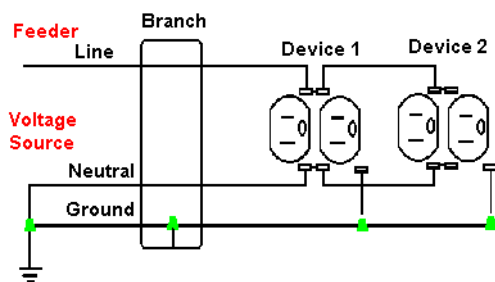 Branch
Feeder
Line
Device 1
Device 2
Voltage
Source
Neutral
Ground